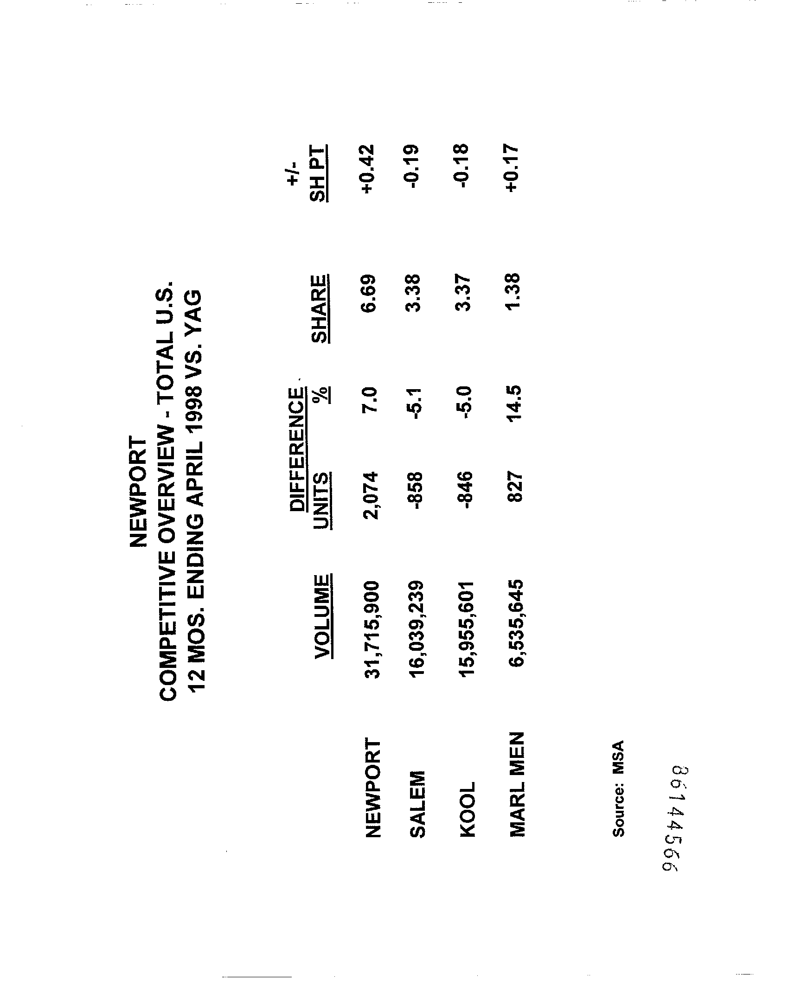 NEWPORT
COMPETITIVE OVERVIEW - TOTAL U.S.
12 MOS. ENDING APRIL 1998 VS. YAG
DIFFERENCE +/-
VOLUME UNITS % SHARE SH PT
NEWPORT 31,715,900 2,074 7.0 6.69 +0.42
SALEM 16,039,239 -858 -5.1 3.38 -0.19
KOOL 15,955,601 -846 -5.0 3.37 -0.18
MARL MEN 6,535,645 827 14.5 1.38 +0.17
Source: MSA
86144566